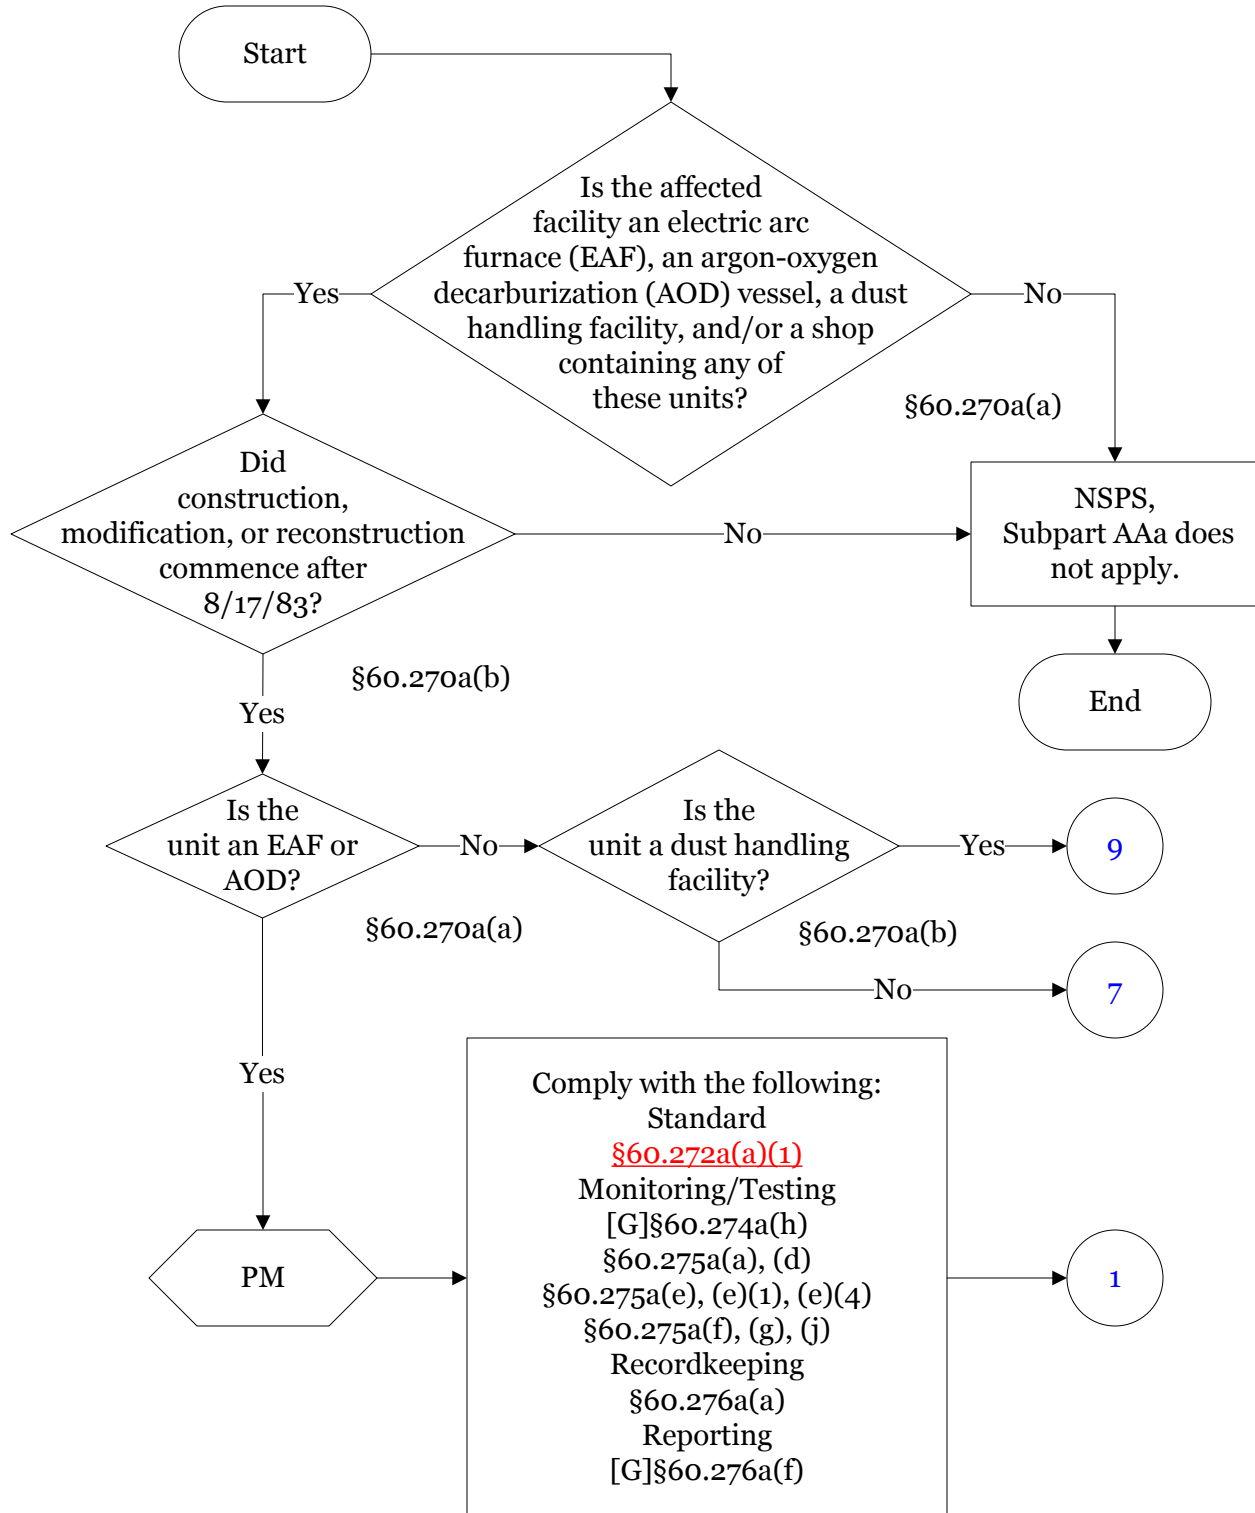 Start
Is the affected
facility an electric arc
furnace (EAF), an argon-oxygen
decarburization (AOD) vessel, a dust
handling facility, and/or a shop
containing any of
these units?
Yes
No
§60.270a(a)
Did
construction,
modification, or reconstruction
commence after
8/17/83?
No
NSPS,
Subpart AAa does
not apply.
§60.270a(b)
Yes
End
Is the
unit an EAF or
AOD?
No
Is the
unit a dust handling
facility?
Yes
9
§60.270a(a)
§60.270a(b)
No
7
Yes
PM
Comply with the following:
Standard
§60.272a(a)(1)
Monitoring/Testing
[G]§60.274a(h)
§60.275a(a), (d)
§60.275a(e), (e)(1), (e)(4)
§60.275a(f), (g), (j)
Recordkeeping
§60.276a(a)
Reporting
[G]§60.276a(f)
1